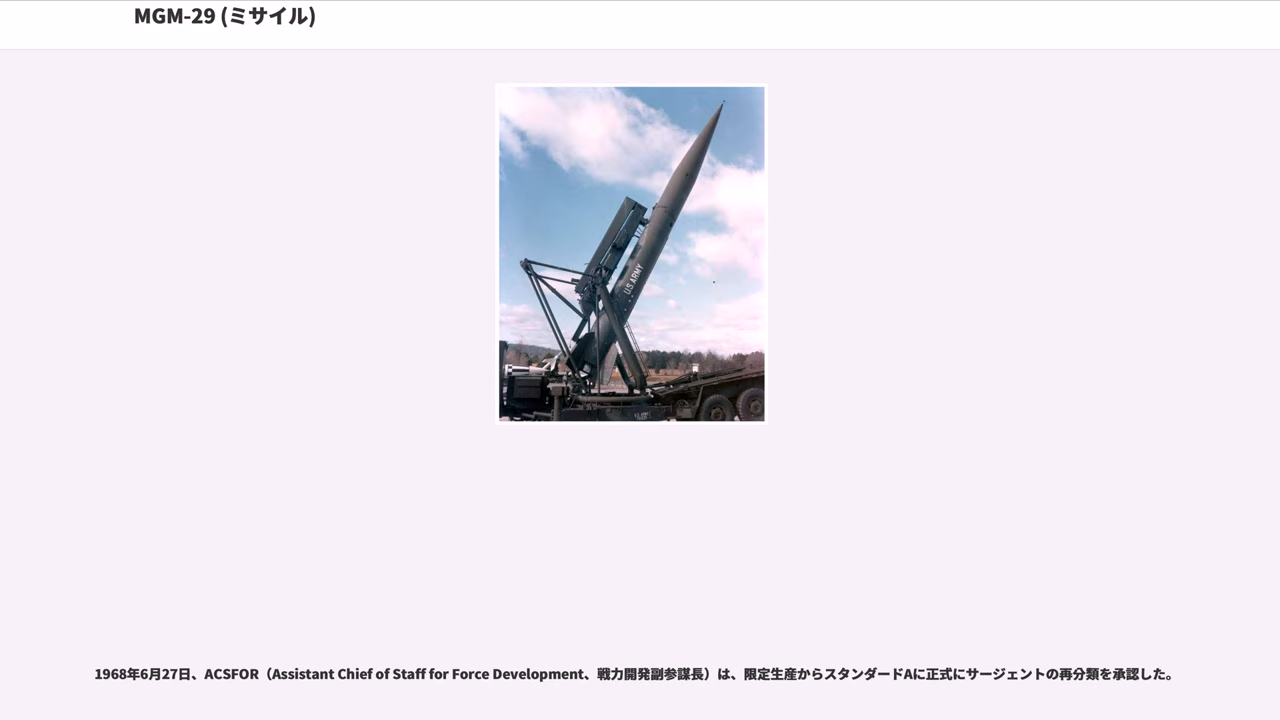 MGM-29 (ミサイル)
U.S. ARMY
1968年6月27日、ACSFOR（Assistant Chief of Staff for Force Development、戦力開発副参謀長）は、限定生産からスタンダードAに正式にサージェントの再分類を承認した。